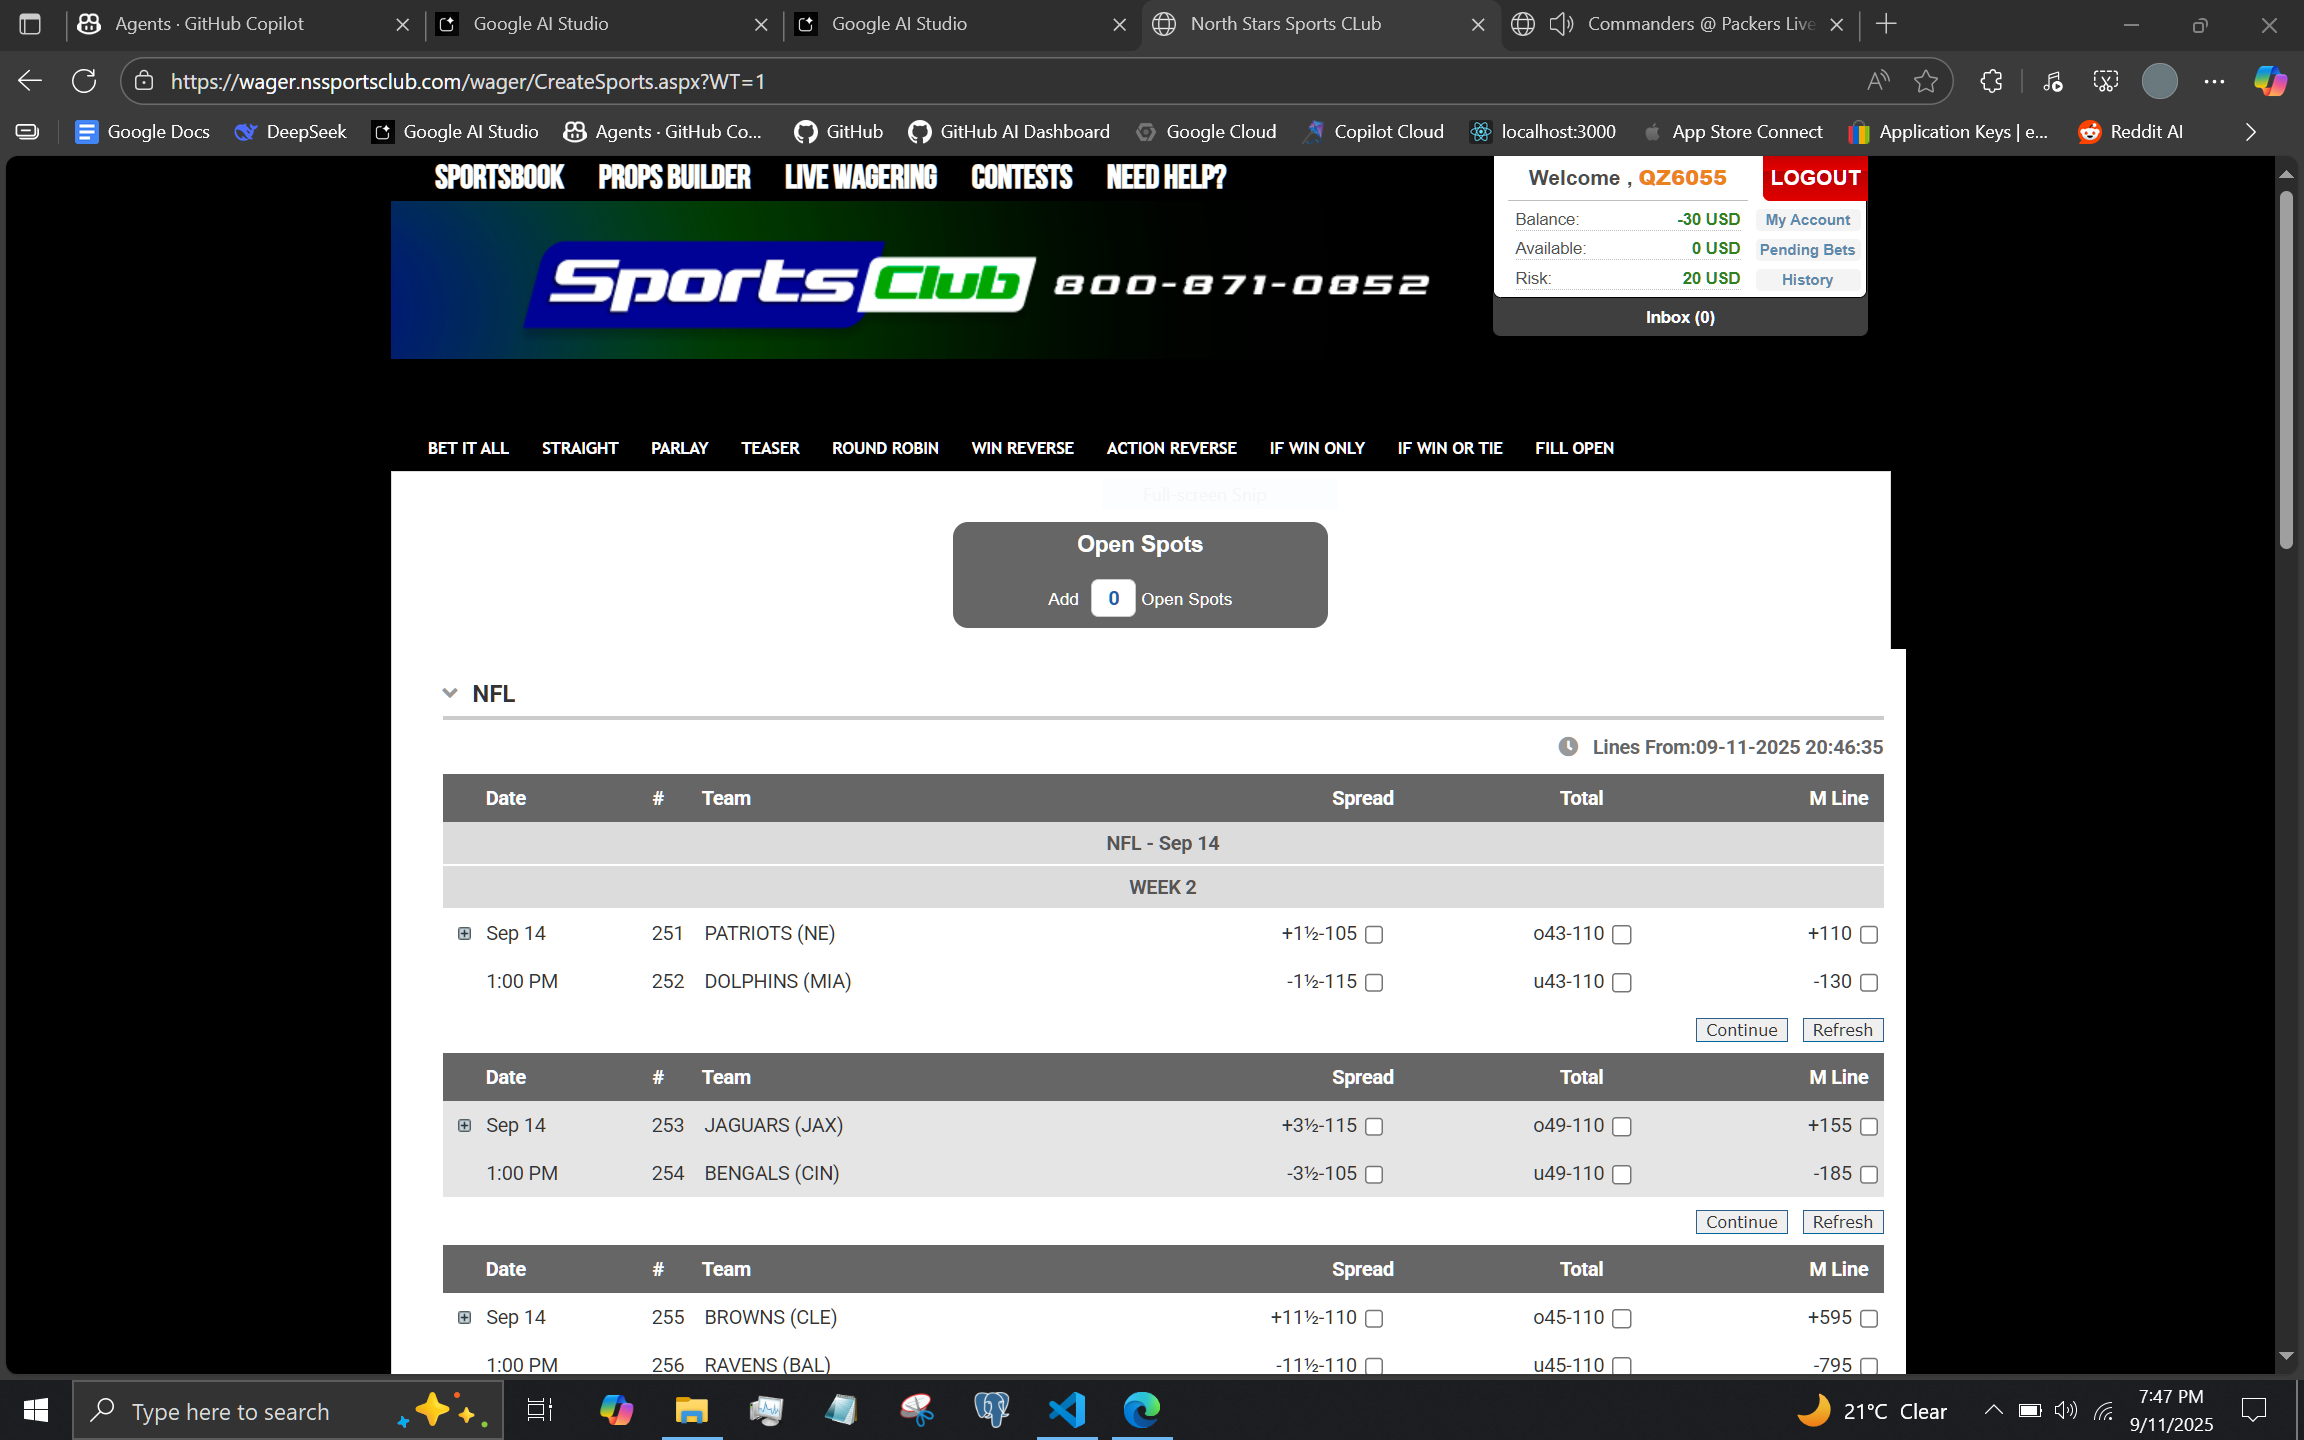 Agents · GitHub Copilot
Google AI Studio
Google AI Studio
North Stars Sports CLub
Commanders @ Packers Live
https://wager.nssportsclub.com/wager/CreateSports.aspx?WT=1
Google Docs
DeepSeek
Google AI Studio
Agents · GitHub Co...
GitHub
GitHub AI Dashboard
Google Cloud
Copilot Cloud
localhost:3000
App Store Connect
Application Keys | e...
Reddit AI
SPORTSBOOK PROPS BUILDER LIVE WAGERING CONTESTS NEED HELP?
Welcome , QZ6055
LOGOUT
Balance: -30 USD My Account
Available: 0 USD Pending Bets
Risk: 20 USD History
Inbox (0)
Sports Club 800-871-0852
BET IT ALL STRAIGHT PARLAY TEASER ROUND ROBIN WIN REVERSE ACTION REVERSE IF WIN ONLY IF WIN OR TIE FILL OPEN
Full-screen Snip
Open Spots
Add 0 Open Spots
NFL
Lines From:09-11-2025 20:46:35
Date # Team Spread Total M Line
NFL - Sep 14
WEEK 2
Sep 14 251 PATRIOTS (NE) +1½-105 o43-110 +110
1:00 PM 252 DOLPHINS (MIA) -1½-115 u43-110 -130
Continue Refresh
Date # Team Spread Total M Line
Sep 14 253 JAGUARS (JAX) +3½-115 o49-110 +155
1:00 PM 254 BENGALS (CIN) -3½-105 u49-110 -185
Continue Refresh
Date # Team Spread Total M Line
Sep 14 255 BROWNS (CLE) +11½-110 o45-110 +595
1:00 PM 256 RAVENS (BAL) -11½-110 u45-110 -795
Type here to search
21°C Clear
7:47 PM
9/11/2025